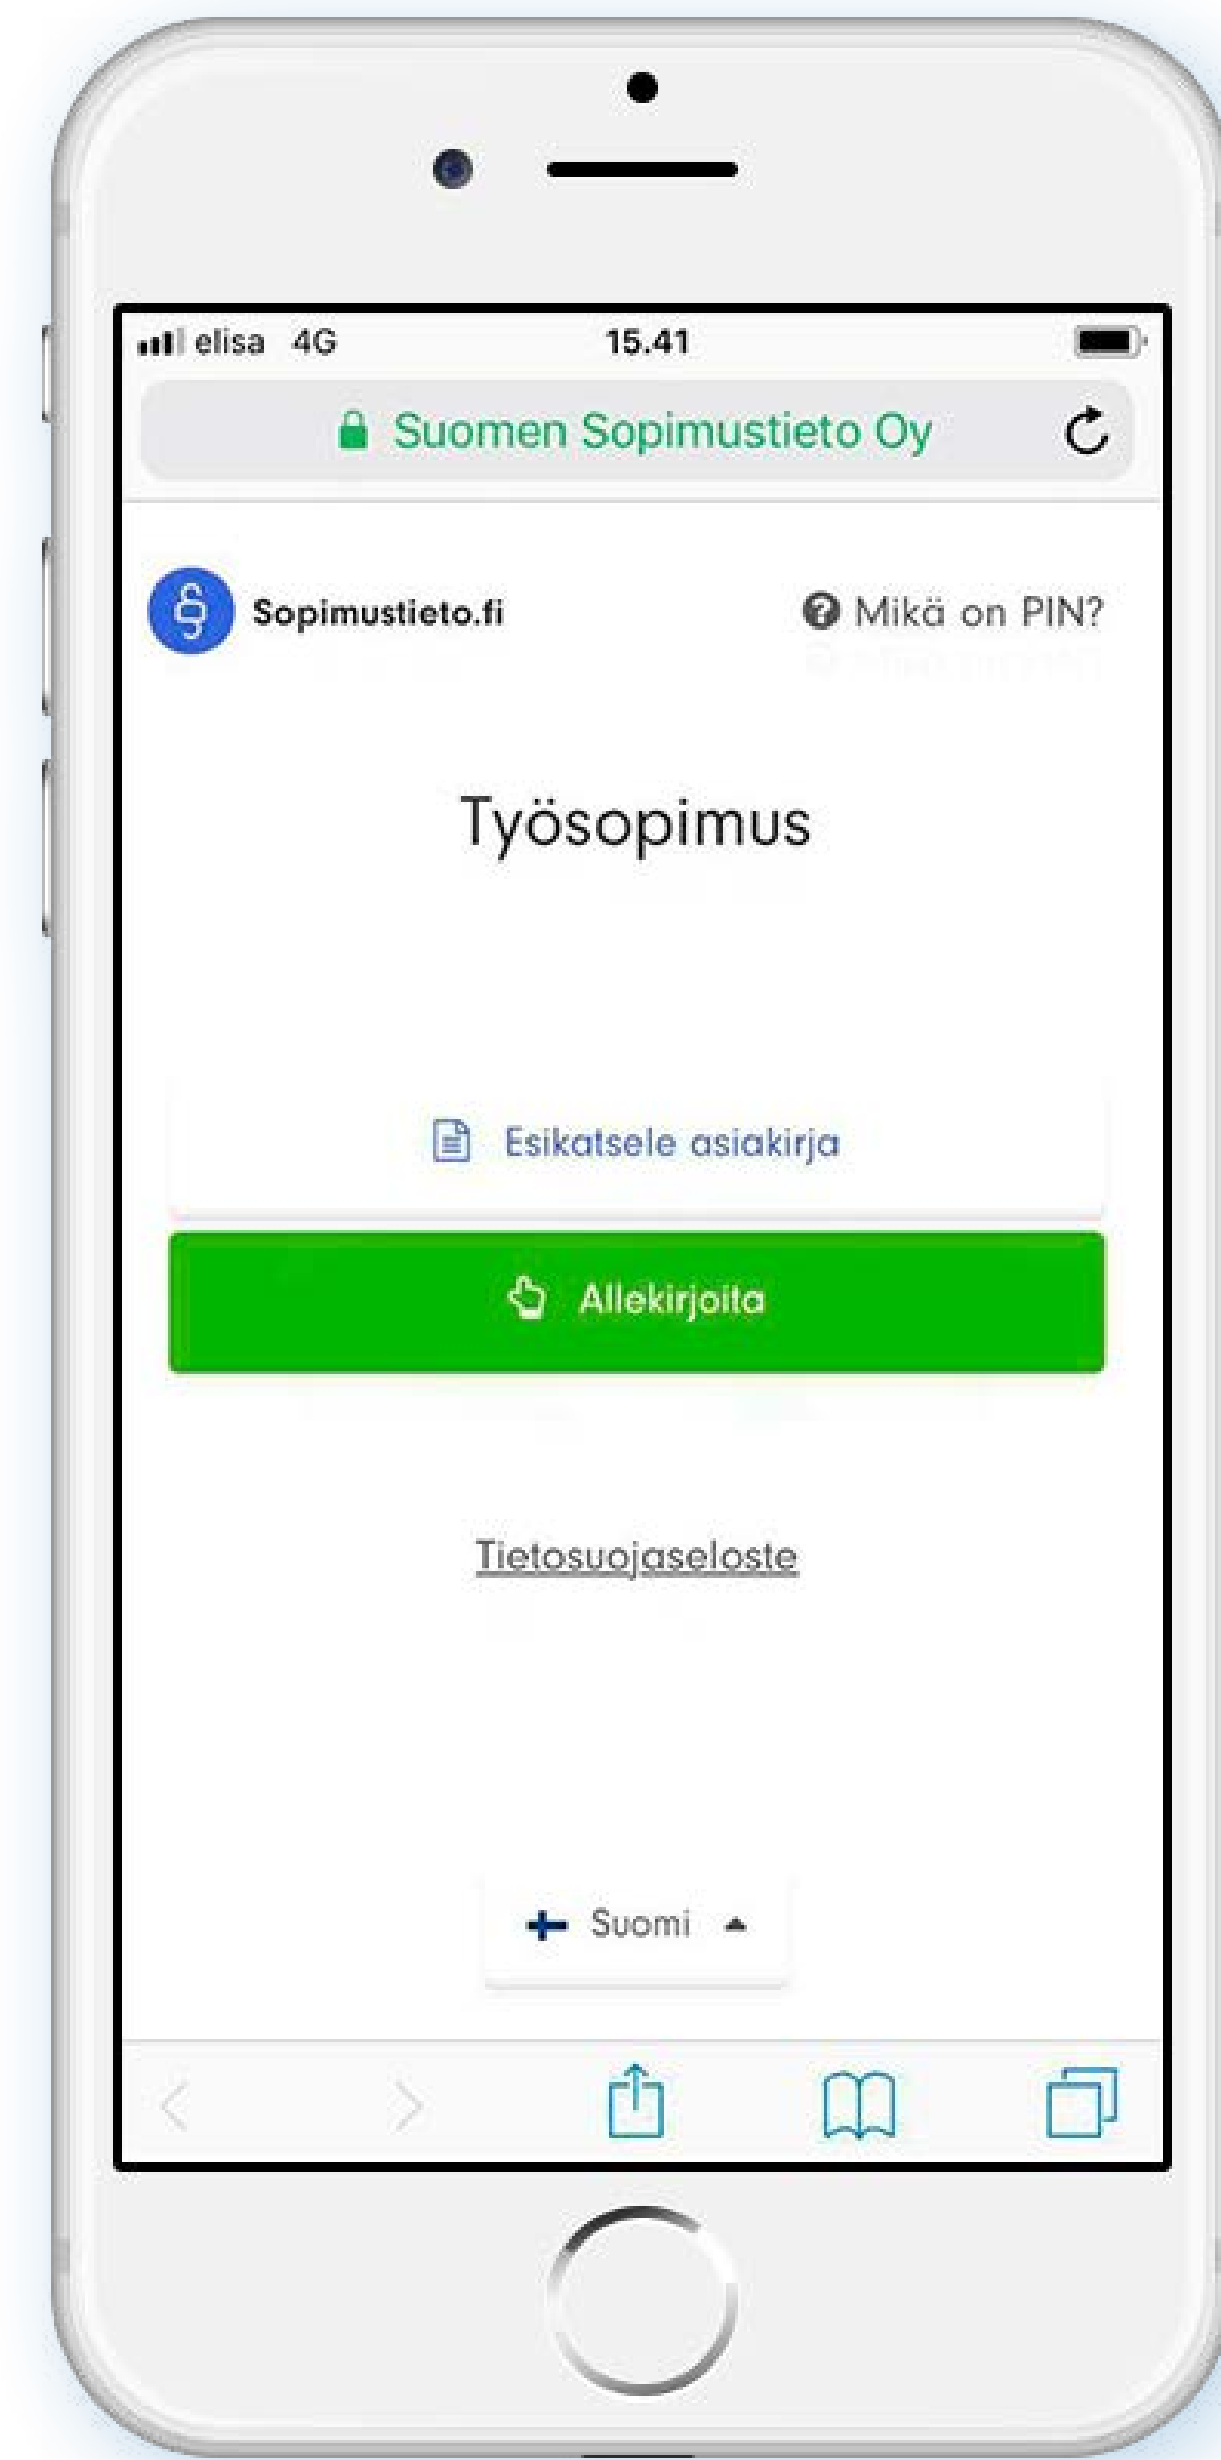 elisa 4G 15.41
Suomen Sopimustieto Oy
Sopimustieto.fi Mikä on PIN?
Työsopimus
Esikatsele asiakirja
Allekirjoita
Tietosuojaseloste
Suomi